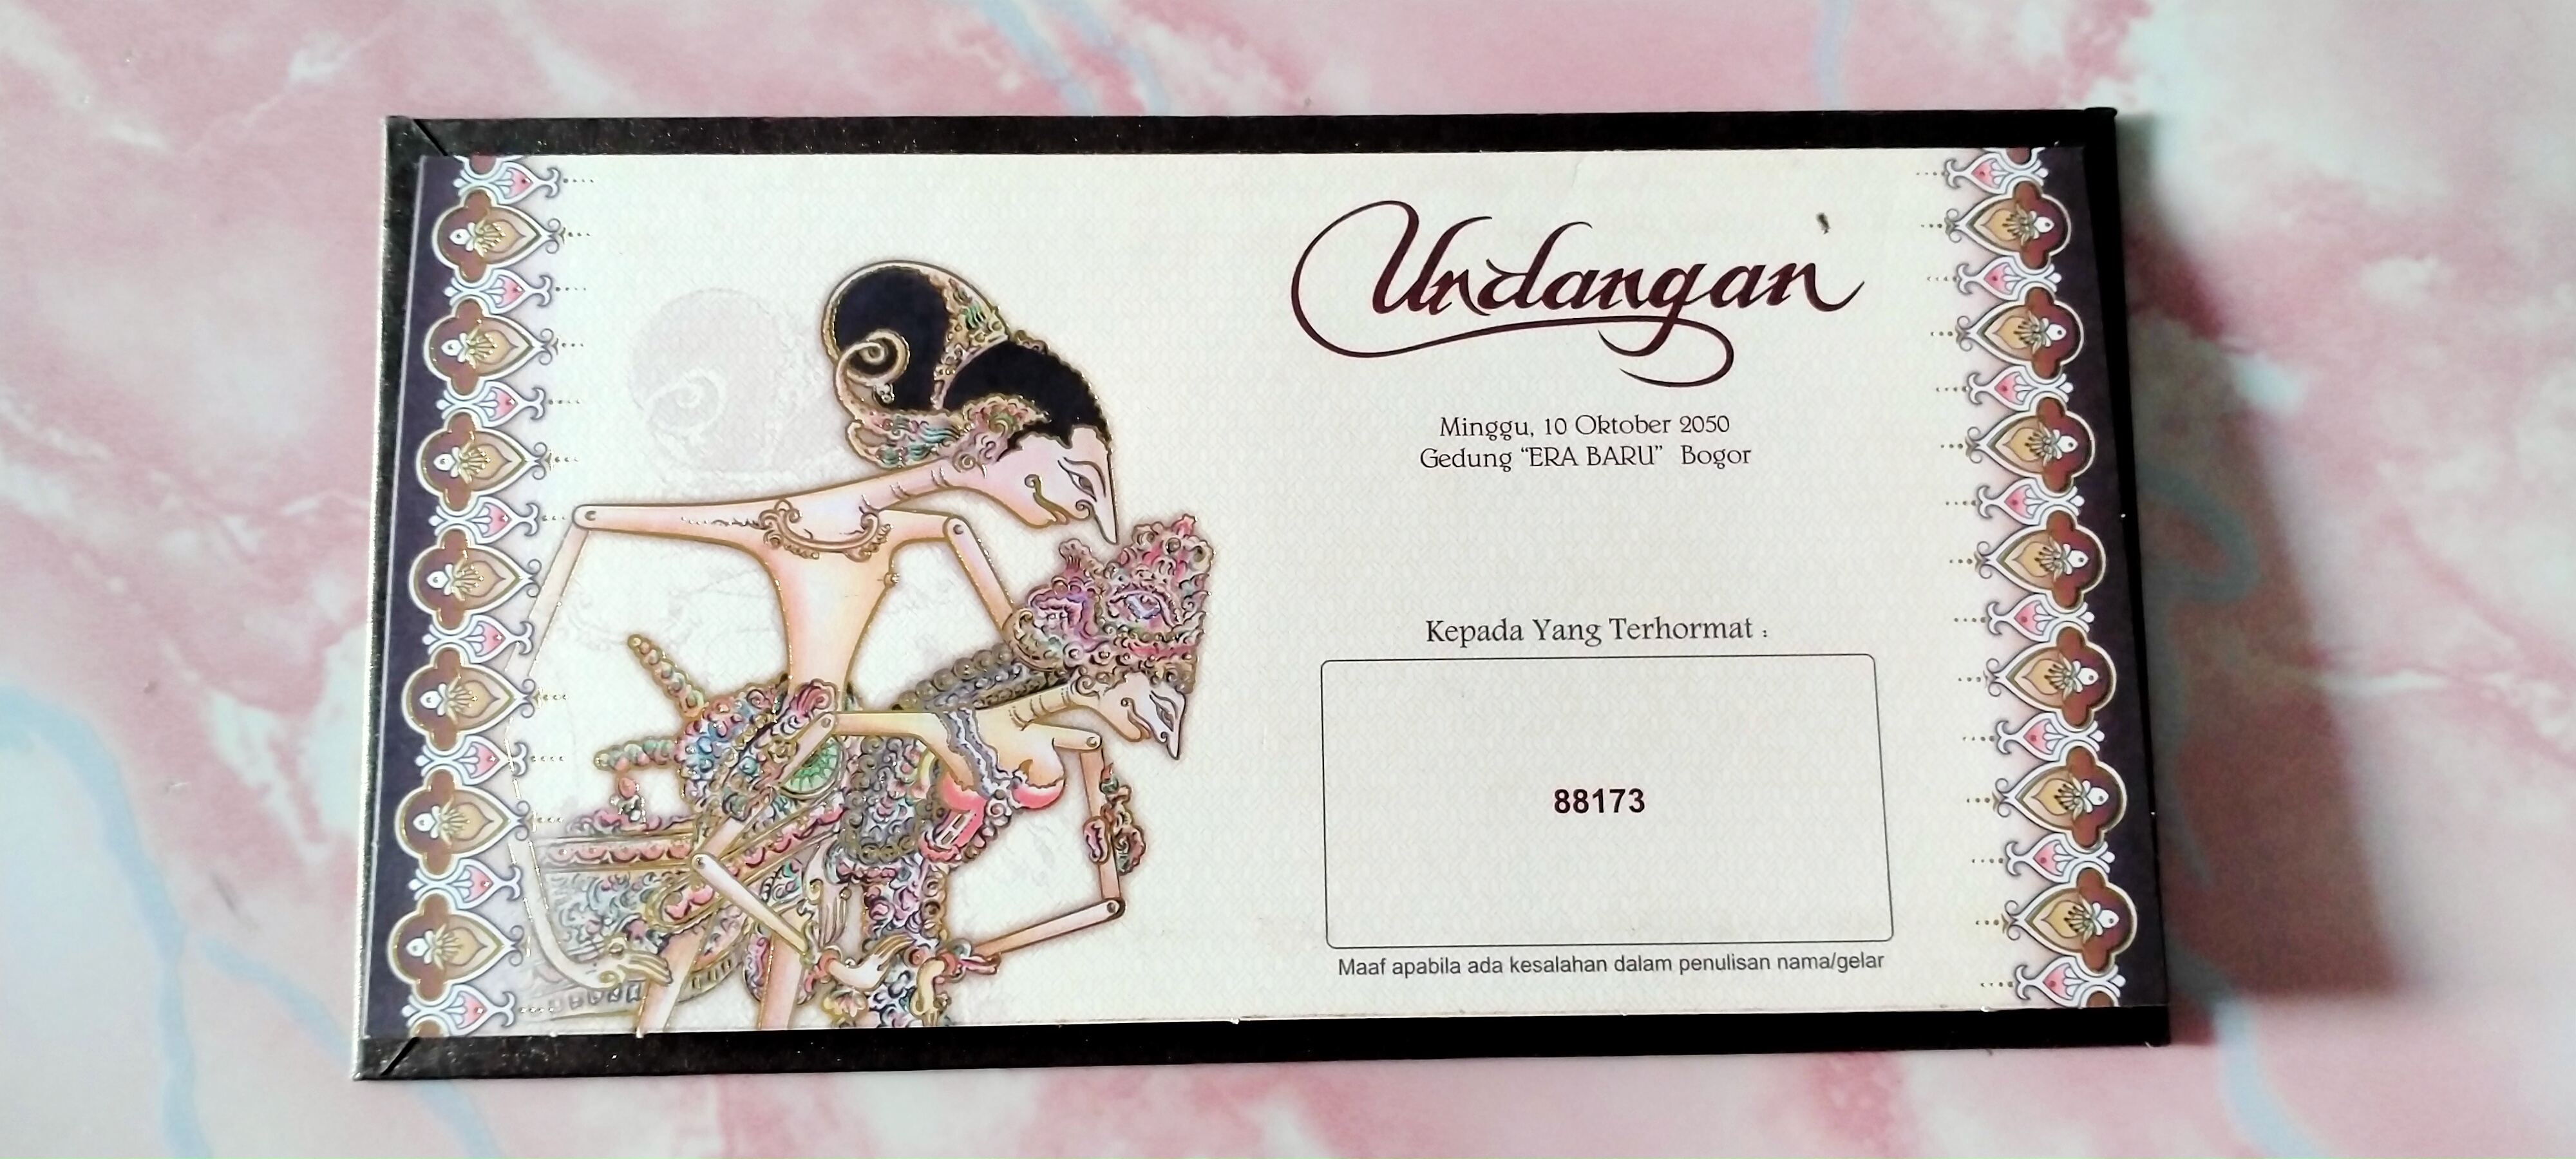 Undangan
Minggu, 10 Oktober 2050
Gedung “ERA BARU” Bogor
Kepada Yang Terhormat :
88173
Maaf apabila ada kesalahan dalam penulisan nama/gelar